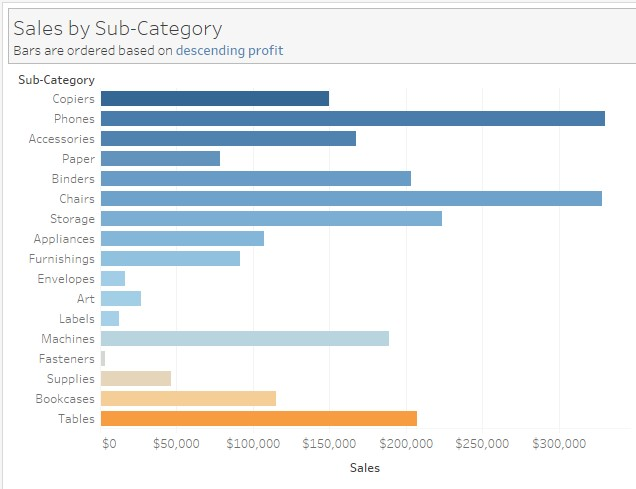 Sales by Sub-Category
Bars are ordered based on descending profit
Sub-Category
Copiers
Phones
Accessories
Paper
Binders
Chairs
Storage
Appliances
Furnishings
Envelopes
Art
Labels
Machines
Fasteners
Supplies
Bookcases
Tables
$0 $50,000 $100,000 $150,000 $200,000 $250,000 $300,000
Sales